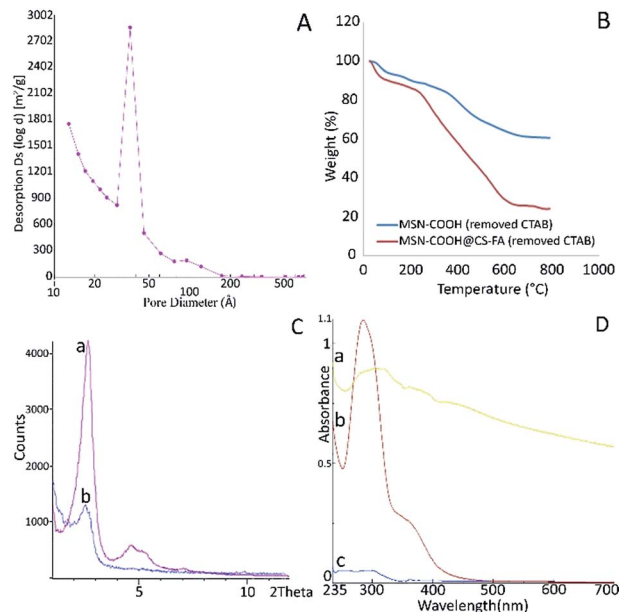 A
3002
2702
2402
2102
1801
1501
1201
900
600
300
0
Desorption Ds (log d) [m²/g]
10
20
50
100
200
500
Pore Diameter (Å)
B
120
100
80
60
40
20
0
Weight (%)
MSN-COOH (removed CTAB)
MSN-COOH@CS-FA (removed CTAB)
0
200
400
600
800
1000
Temperature (°C)
C
4000
3000
2000
1000
Counts
a
b
5
10
2Theta
D
1.1
1
0.5
0
Absorbance
a
b
c
235
300
400
500
600
700
Wavelength(nm)